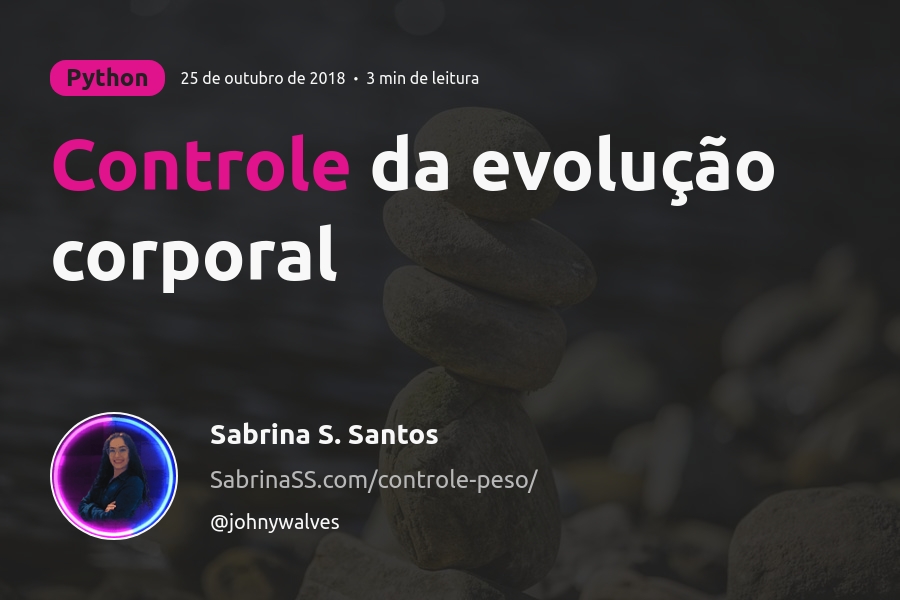 Python 25 de outubro de 2018 • 3 min de leitura
Controle da evolução
corporal
Sabrina S. Santos
SabrinaSS.com/controle-peso/
@johnywalves